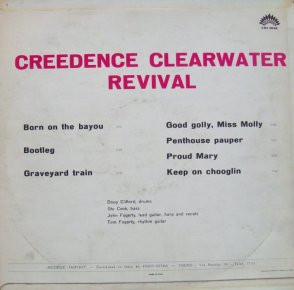 CREEDENCE CLEARWATER
REVIVAL
Born on the bayou
Bootleg
Graveyard train
Good golly, Miss Molly
Penthouse pauper
Proud Mary
Keep on chooglin
Doug Clifford, drums
Stu Cook, bass
John Fogerty, lead guitar, harp and vocals
Tom Fogerty, rhythm guitar